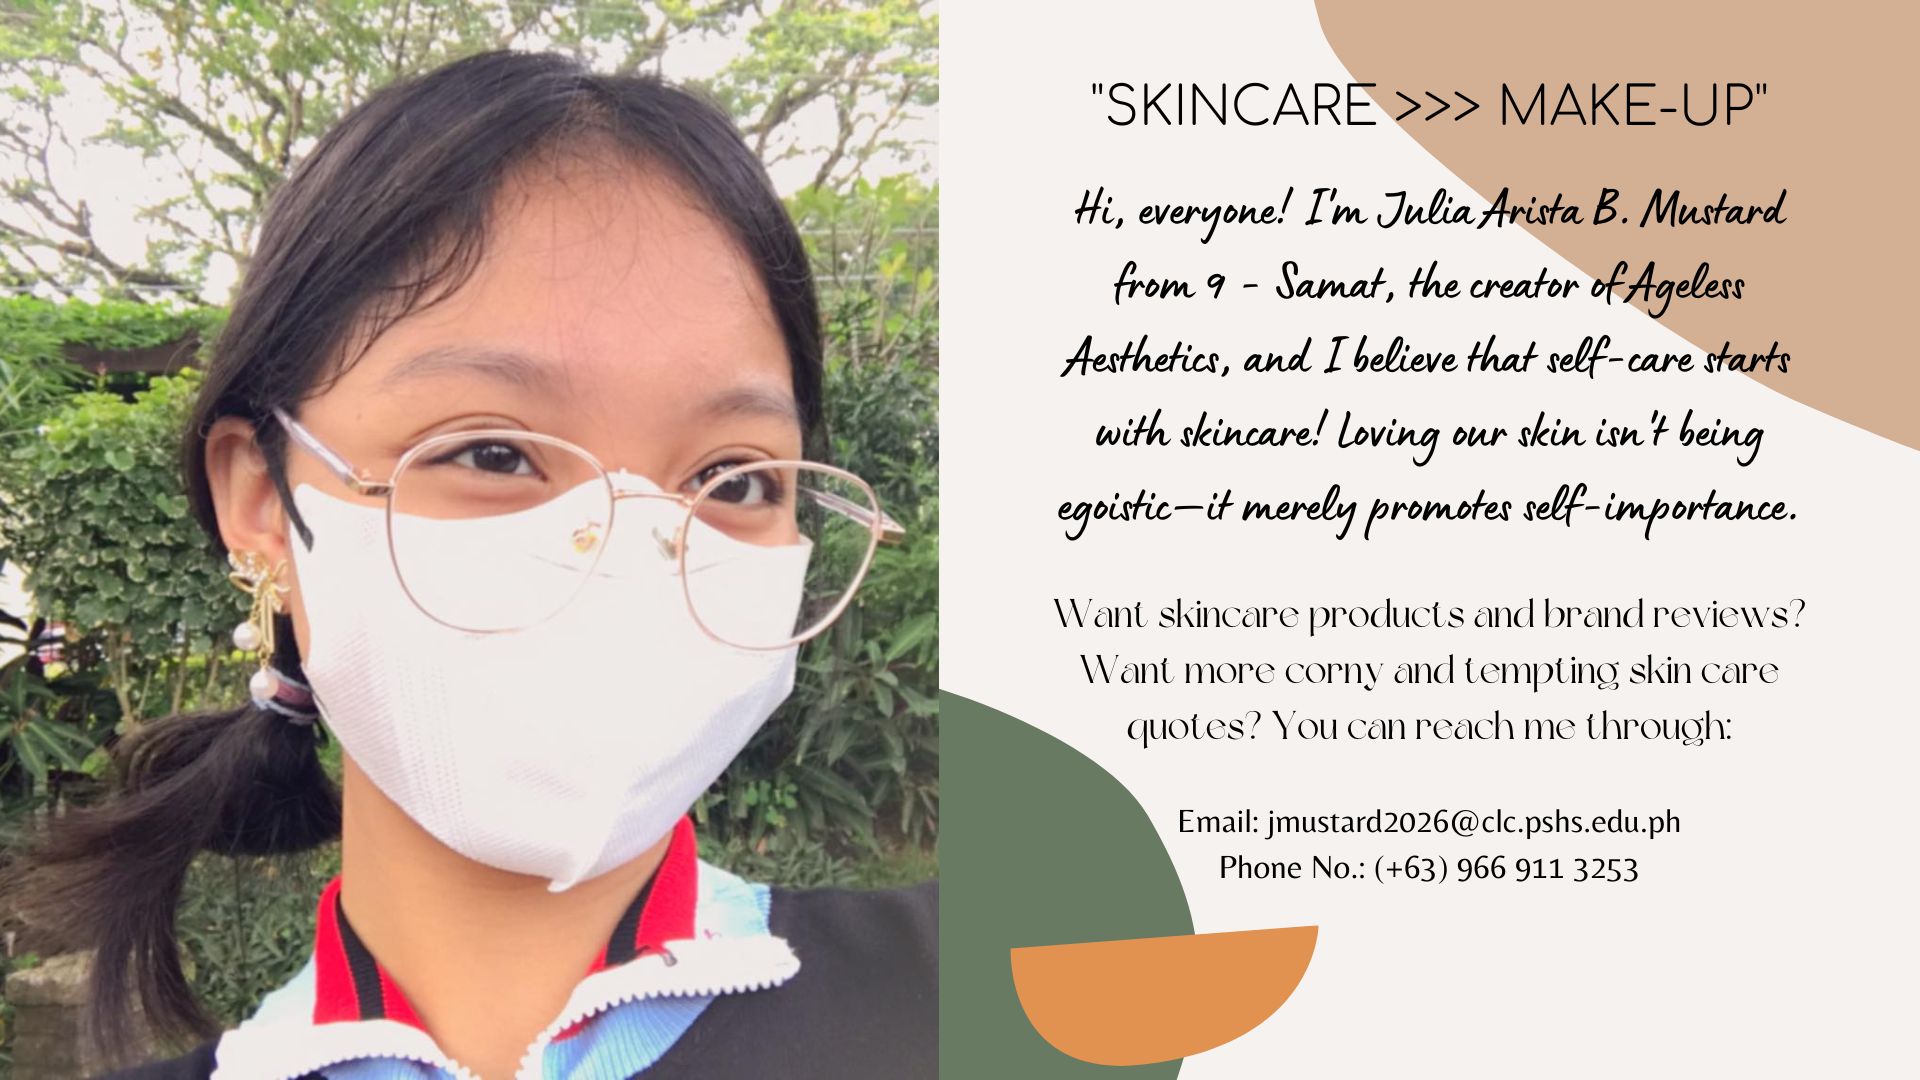 "SKINCARE >>> MAKE-UP"
Hi, everyone! I'm Julia Arista B. Mustard
from 9 - Samat, the creator of Ageless
Aesthetics, and I believe that self-care starts
with skincare! Loving our skin isn't being
egoistic—it merely promotes self-importance.
Want skincare products and brand reviews?
Want more corny and tempting skin care
quotes? You can reach me through:
Email: jmustard2026@clc.pshs.edu.ph
Phone No.: (+63) 966 911 3253